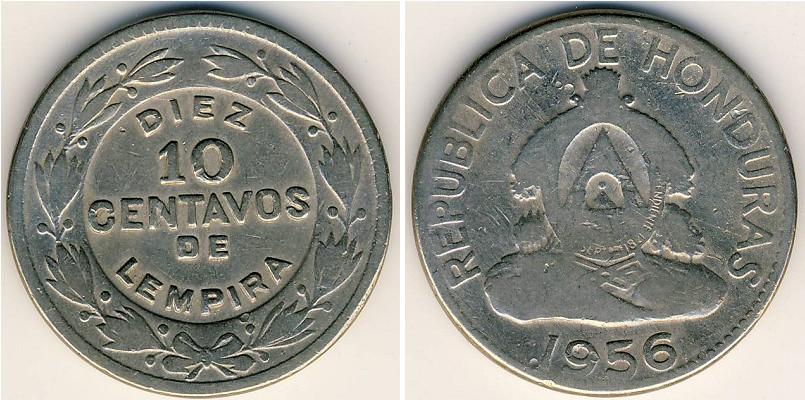 DIEZ
10
CENTAVOS
DE
LEMPIRA
REPUBLICA DE HONDURAS
1956